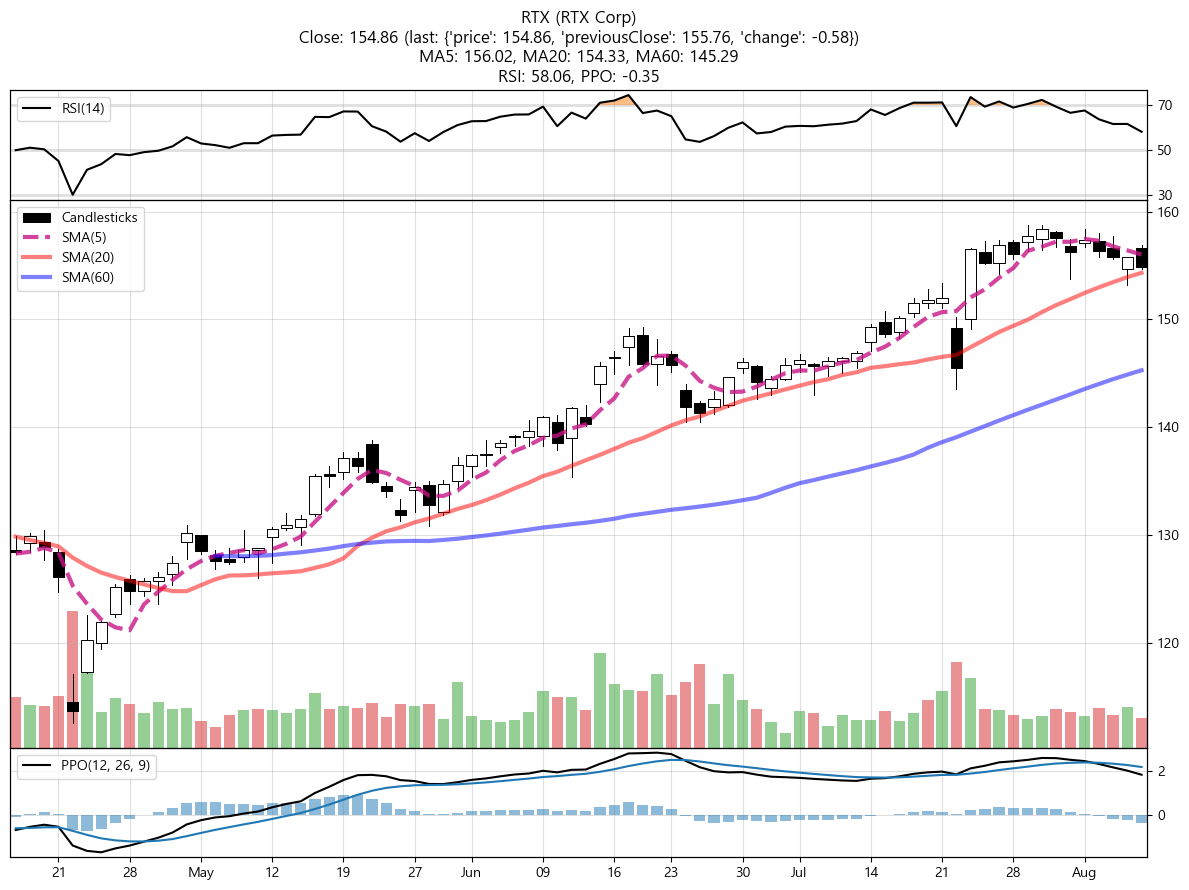 RTX (RTX Corp)
Close: 154.86 (last: {'price': 154.86, 'previousClose': 155.76, 'change': -0.58})
MA5: 156.02, MA20: 154.33, MA60: 145.29
RSI: 58.06, PPO: -0.35
RSI(14)
70
50
30
Candlesticks
SMA(5)
SMA(20)
SMA(60)
160
150
140
130
120
PPO(12, 26, 9)
2
0
21 28 May 12 19 27 Jun 09 16 23 30 Jul 14 21 28 Aug